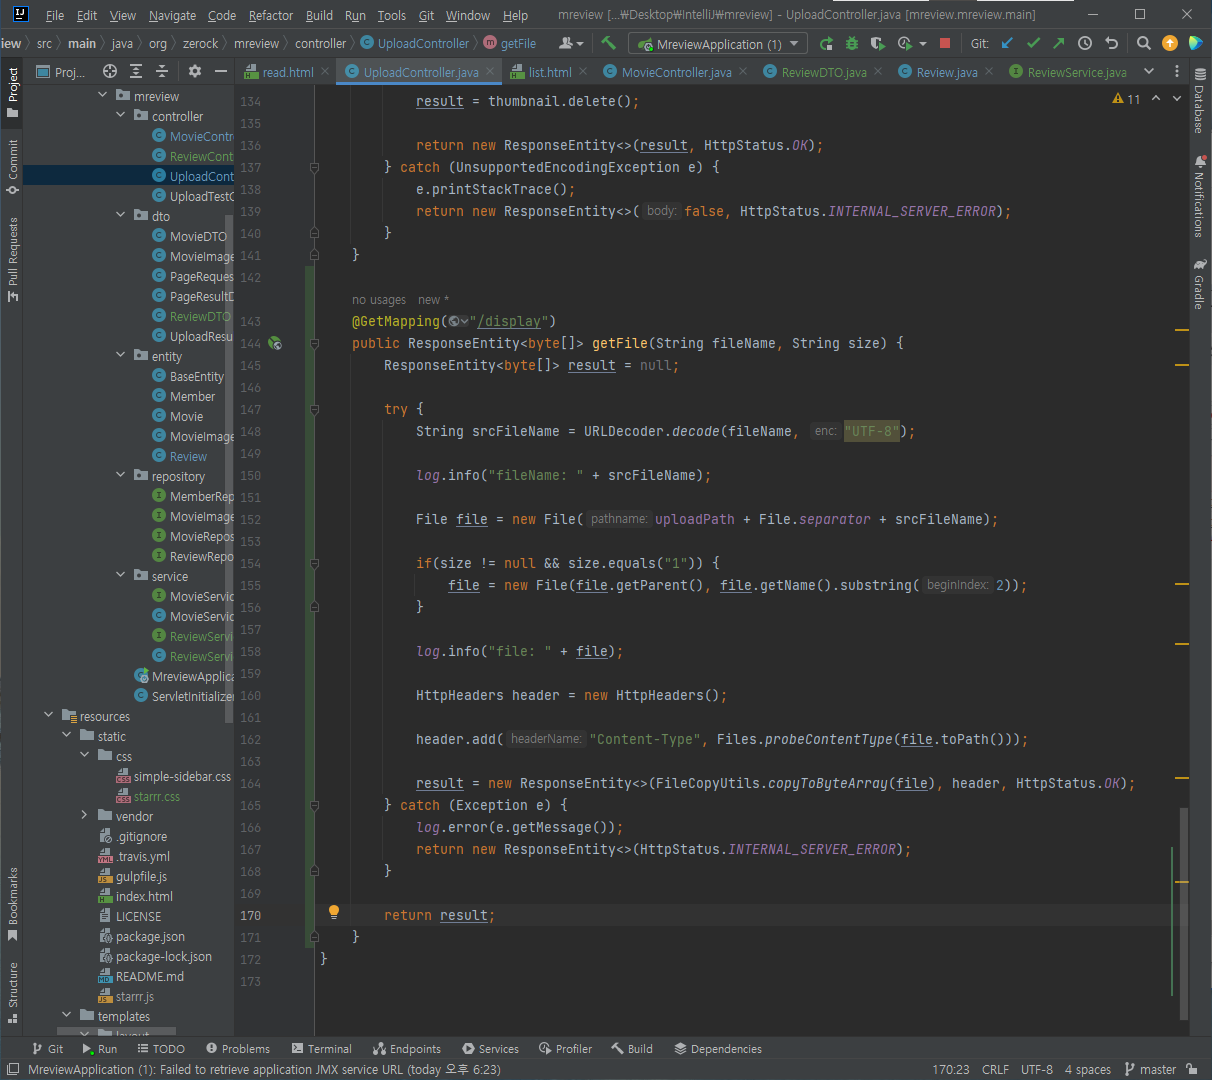 File Edit View Navigate Code Refactor Build Run Tools Git Window Help mreview [...₩Desktop₩IntelliJ₩mreview] - UploadController.java [mreview.mreview.main]
iew src main java org zerock mreview controller UploadController getFile MreviewApplication (1) Git:
Proj... read.html UploadController.java list.html MovieController.java ReviewDTO.java Review.java ReviewService.java
Project
Commit
Pull Requests
Bookmarks
Structure
mreview
controller
MovieContr
ReviewCont
UploadCont
UploadTestC
dto
MovieDTO
MovieImage
PageReques
PageResultD
ReviewDTO
UploadResu
entity
BaseEntity
Member
Movie
MovieImage
Review
repository
MemberRep
MovieImag
MovieRepos
ReviewRepo
service
MovieServic
MovieServic
ReviewServi
ReviewServi
MreviewApplica
ServletInitializer
resources
static
css
simple-sidebar.css
starrr.css
vendor
.gitignore
.travis.yml
gulpfile.js
index.html
LICENSE
package.json
package-lock.json
README.md
starrr.js
templates
layout
11
134 result = thumbnail.delete();
135
136 return new ResponseEntity<>(result, HttpStatus.OK);
137 } catch (UnsupportedEncodingException e) {
138 e.printStackTrace();
139 return new ResponseEntity<>( body: false, HttpStatus.INTERNAL_SERVER_ERROR);
140 }
141 }
142
no usages new *
143 @GetMapping("/display")
144 public ResponseEntity<byte[]> getFile(String fileName, String size) {
145 ResponseEntity<byte[]> result = null;
146
147 try {
148 String srcFileName = URLDecoder.decode(fileName, enc: "UTF-8");
149
150 log.info("fileName: " + srcFileName);
151
152 File file = new File( pathname: uploadPath + File.separator + srcFileName);
153
154 if(size != null && size.equals("1")) {
155 file = new File(file.getParent(), file.getName().substring( beginIndex: 2));
156 }
157
158 log.info("file: " + file);
159
160 HttpHeaders header = new HttpHeaders();
161
162 header.add( headerName: "Content-Type", Files.probeContentType(file.toPath()));
163
164 result = new ResponseEntity<>(FileCopyUtils.copyToByteArray(file), header, HttpStatus.OK);
165 } catch (Exception e) {
166 log.error(e.getMessage());
167 return new ResponseEntity<>(HttpStatus.INTERNAL_SERVER_ERROR);
168 }
169
170 return result;
171 }
172 }
173
Database
Notifications
Gradle
Git Run TODO Problems Terminal Endpoints Services Profiler Build Dependencies
MreviewApplication (1): Failed to retrieve application JMX service URL (today 오후 6:23) 170:23 CRLF UTF-8 4 spaces master